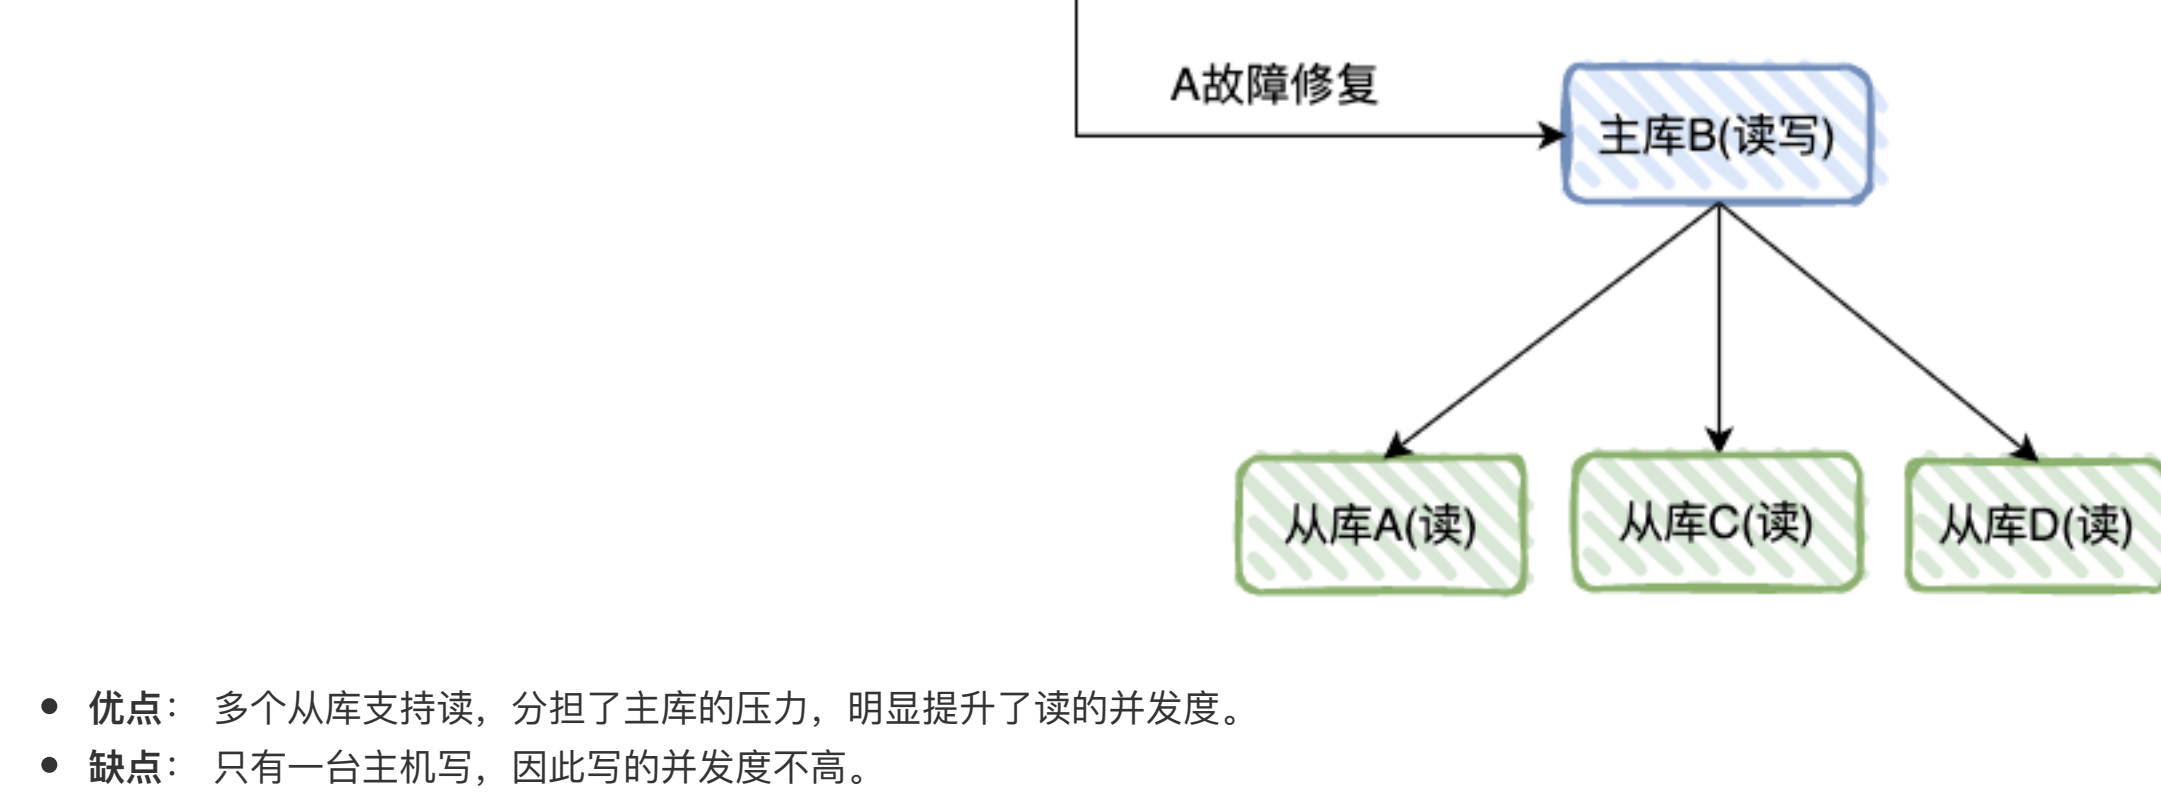 A故障修复
主库B(读写)
从库A(读)
从库C(读)
从库D(读)
优点： 多个从库支持读，分担了主库的压力，明显提升了读的并发度。
缺点： 只有一台主机写，因此写的并发度不高。